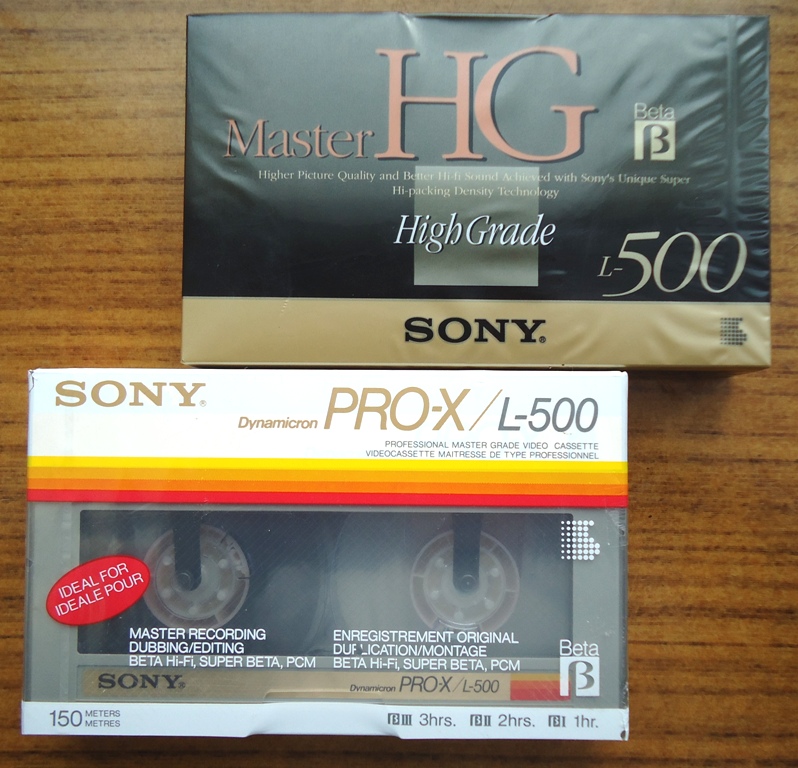 Master HG
Beta
β
Higher Picture Quality and Better Hi-fi Sound Achieved with Sony's Unique Super
Hi-packing Density Technology
High Grade
L-500
SONY®
SONY®
Dynamicron PRO-X/L-500
PROFESSIONAL MASTER GRADE VIDEO CASSETTE
VIDEOCASSETTE MAITRESSE DE TYPE PROFESSIONNEL
IDEAL FOR
IDEALE POUR
MASTER RECORDING
DUBBING/EDITING
BETA Hi-Fi, SUPER BETA, PCM
ENREGISTREMENT ORIGINAL
DUPLICATION/MONTAGE
BETA Hi-Fi, SUPER BETA, PCM
Beta
β
SONY®
Dynamicron PRO-X/L-500
150 METERS
METRES
βIII 3hrs. βII 2hrs. βI 1hr.